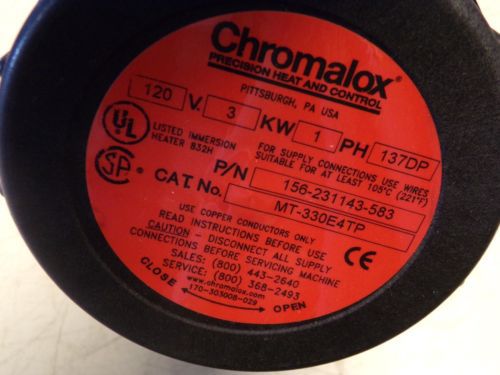 Chromalox®
PRECISION HEAT AND CONTROL
PITTSBURGH, PA USA
120 V. 3 KW 1 PH 137DP
UL
LISTED IMMERSION
HEATER 832H
FOR SUPPLY CONNECTIONS USE WIRES
SUITABLE FOR AT LEAST 105°C (221°F)
SP®
P/N 156-231143-583
CAT. No. MT-330E4TP
USE COPPER CONDUCTORS ONLY
READ INSTRUCTIONS BEFORE USE
CAUTION - DISCONNECT ALL SUPPLY
CONNECTIONS BEFORE SERVICING MACHINE
SALES: (800) 443-2640
SERVICE: (800) 368-2493
www.chromalox.com
170-303008-029
CLOSE OPEN
CE